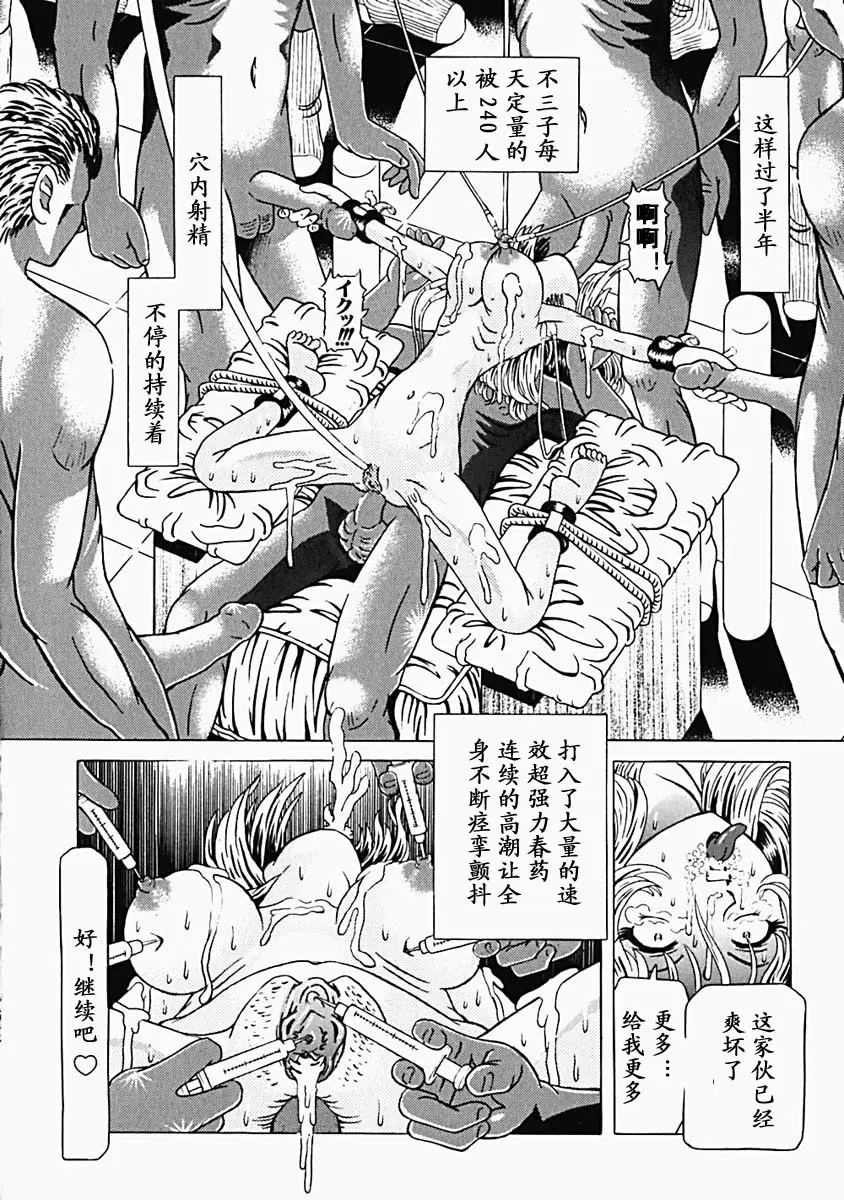 这样过了半年
不三子每
天定量的
被240人
以上
穴内射精
不停的持续着
啊啊！
イクッ!!!
打入了大量的速
效超强力春药
连续的高潮让全
身不断痉挛颤抖
这家伙已经
爽坏了
更多…
给我更多
好！继续吧♡